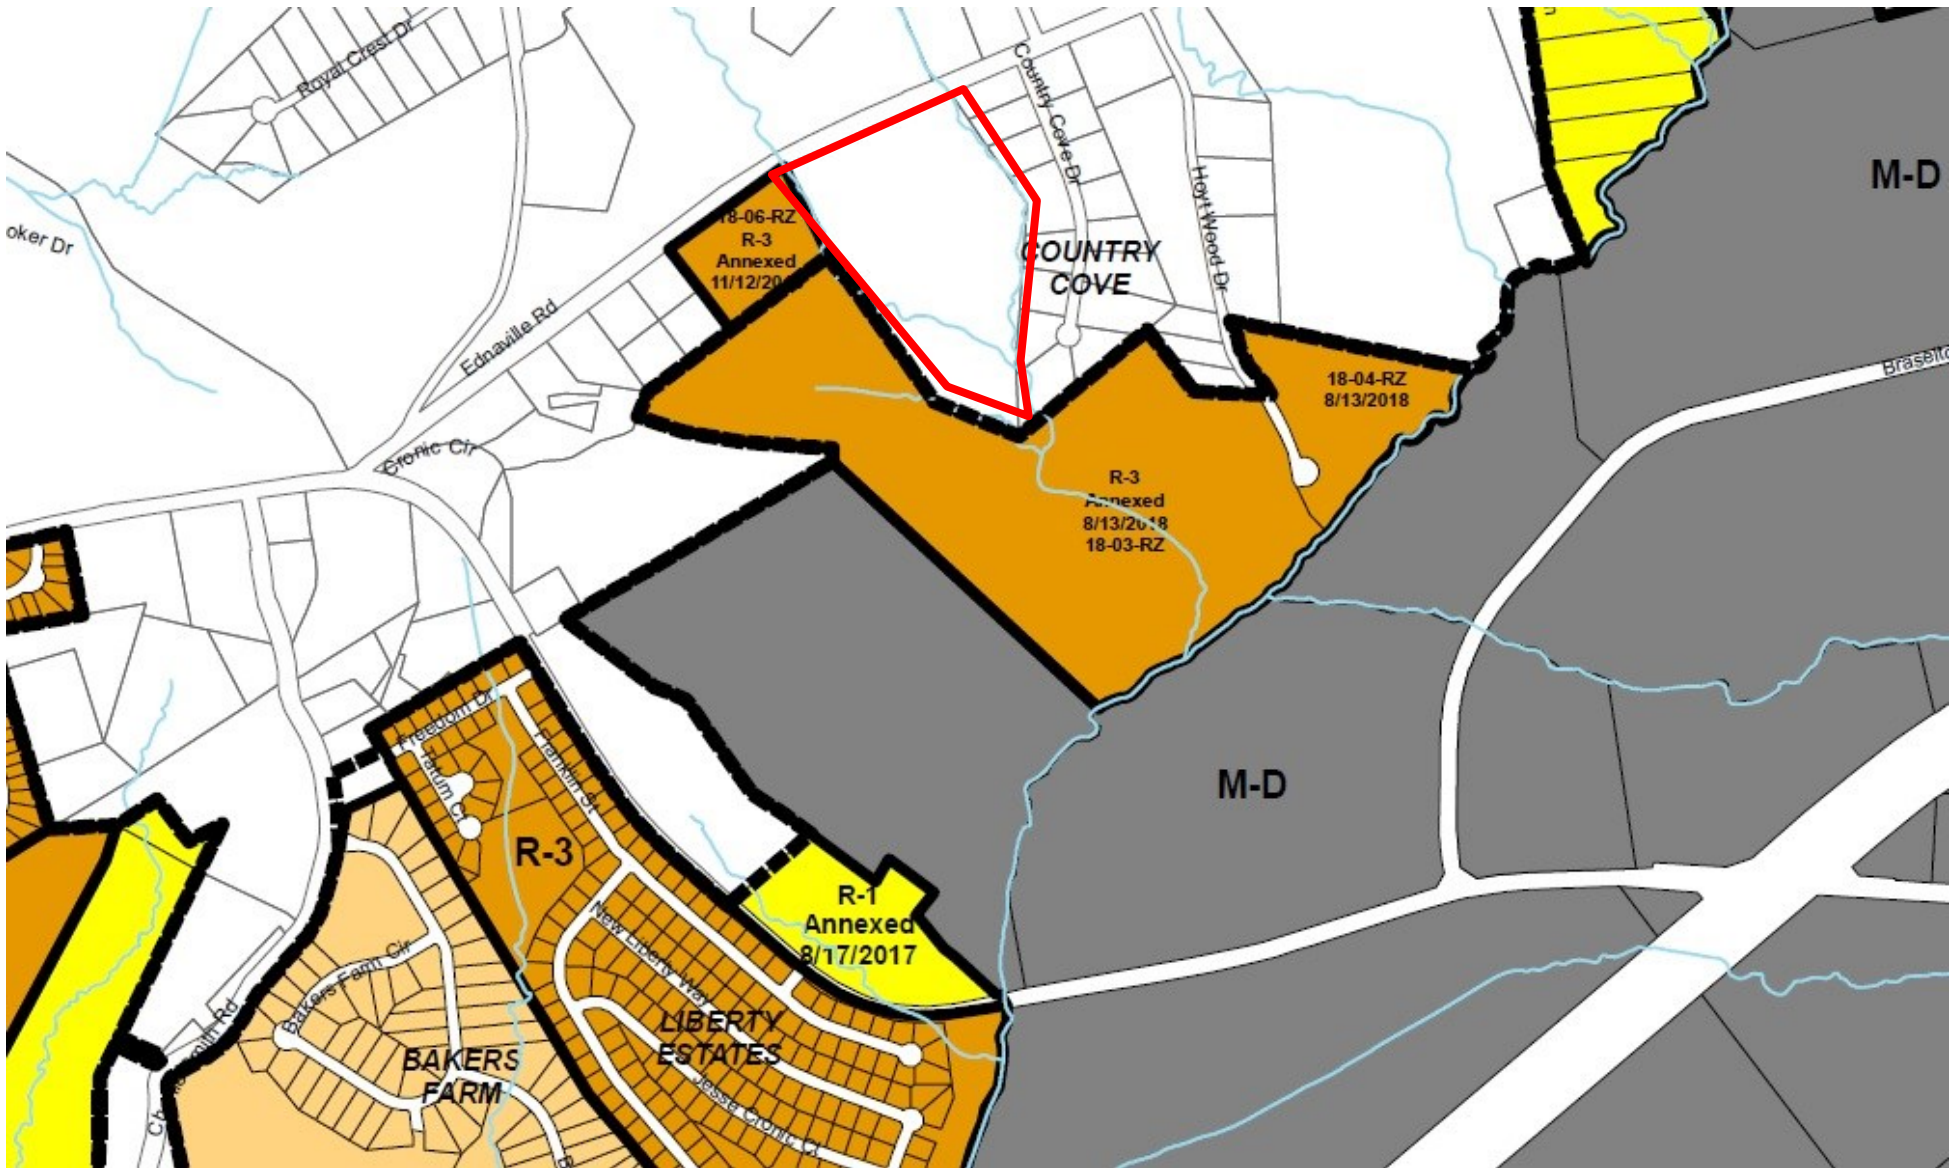 Royal Crest Dr
oker Dr
Country Cove Dr
Hoyt Wood Dr
M-D
18-06-RZ
R-3
Annexed
COUNTRY
COVE
Ednaville Rd
18-04-RZ
8/13/2018
Cronic Cir
R-3
Annexed
8/13/2018
18-03-RZ
Freedom Dr
Tatum Ct
Franklin St
M-D
R-3
R-1
Annexed
8/17/2017
New Liberty Way
Bakers Farm Cir
LIBERTY
ESTATES
BAKERS
FARM
Jesse Cronic Ct